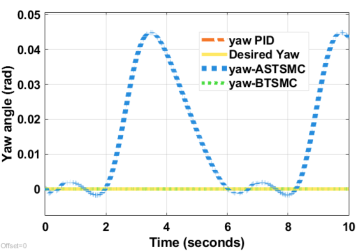 0.05
0.04
0.03
0.02
0.01
0
Yaw angle (rad)
yaw PID
Desired Yaw
yaw-ASTSMC
yaw-BTSMC
0 2 4 6 8 10
Time (seconds)
Offset=0